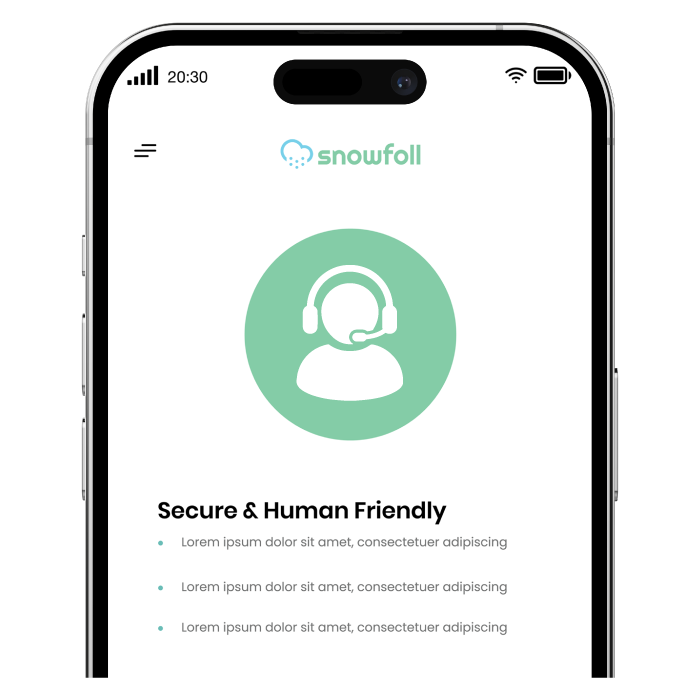 20:30
snowfoll
Secure & Human Friendly
Lorem ipsum dolor sit amet, consectetuer adipiscing
Lorem ipsum dolor sit amet, consectetuer adipiscing
Lorem ipsum dolor sit amet, consectetuer adipiscing